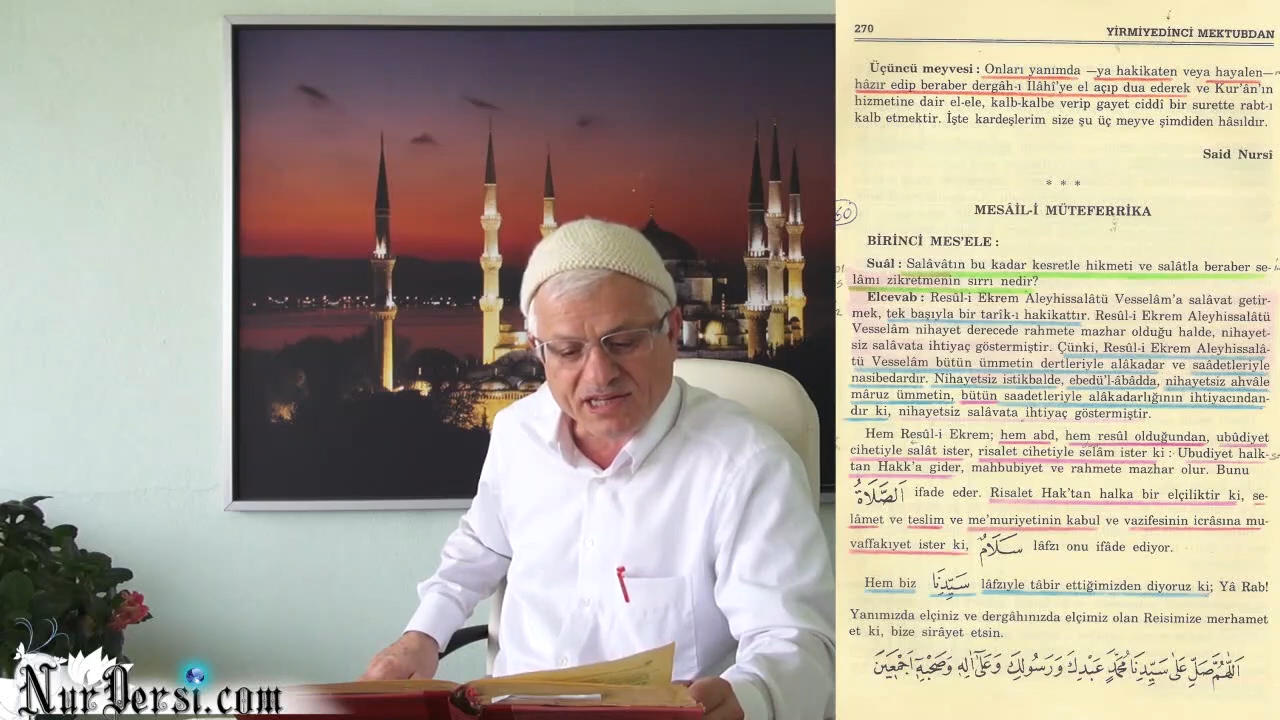 270 YİRMİYEDİNCİ MEKTUBDAN
Üçüncü meyvesi : Onları yanımda —ya hakikaten veya hayalen—
hâzır edip beraber dergâh-ı İlâhî'ye el açıp dua ederek ve Kur'ân'ın
hizmetine dair el-ele, kalb-kalbe verip gayet ciddî bir surette rabt-ı
kalb etmektir. İşte kardeşlerim size şu üç meyve şimdiden hâsıldır.
Said Nursî
* * *
60
MESÂİL-İ MÜTEFERRİKA
BİRİNCİ MES'ELE :
Suâl : Salâvâtın bu kadar kesretle hikmeti ve salâtla beraber se-
lâmı zikretmenin sırrı nedir?
Elcevab : Resûl-i Ekrem Aleyhissalâtü Vesselâm'a salâvat getir-
mek, tek başıyla bir tarîk-ı hakikattır. Resûl-i Ekrem Aleyhissalâtü
Vesselâm nihayet derecede rahmete mazhar olduğu halde, nihayet-
siz salâvata ihtiyaç göstermiştir. Çünki, Resûl-i Ekrem Aleyhissalâ-
tü Vesselâm bütün ümmetin dertleriyle alâkadar ve saâdetleriyle
nasibedardır. Nihayetsiz istikbalde, ebedü'l-âbâdda, nihayetsiz ahvâle
mâruz ümmetin, bütün saadetleriyle alâkadarlığının ihtiyacından-
dır ki, nihayetsiz salâvata ihtiyaç göstermiştir.
Hem Resûl-i Ekrem; hem abd, hem resûl olduğundan, ubûdiyet
cihetiyle salât ister, risalet cihetiyle selâm ister ki : Ubudiyet halk-
tan Hakk'a gider, mahbubiyet ve rahmete mazhar olur. Bunu
اَلصَّلَاةُ ifade eder. Risalet Hak'tan halka bir elçiliktir ki, se-
lâmet ve teslim ve me'muriyetinin kabul ve vazifesinin icrâsına mu-
vaffakıyet ister ki, سَلَامٌ lâfzı onu ifâde ediyor.
Hem biz سَيِّدِنَا lâfzıyle tâbir ettiğimizden diyoruz ki; Yâ Rab!
Yanımızda elçiniz ve dergâhınızda elçimiz olan Reisimize merhamet
et ki, bize sirâyet etsin.
اَللّٰهُمَّ صَلِّ عَلٰى سَيِّدِنَا مُحَمَّدٍ عَبْدِكَ وَرَسُولِكَ وَعَلٰٓى اٰلِهِ وَصَحْبِهِ اَجْمَعِينَ
NurDersi.com